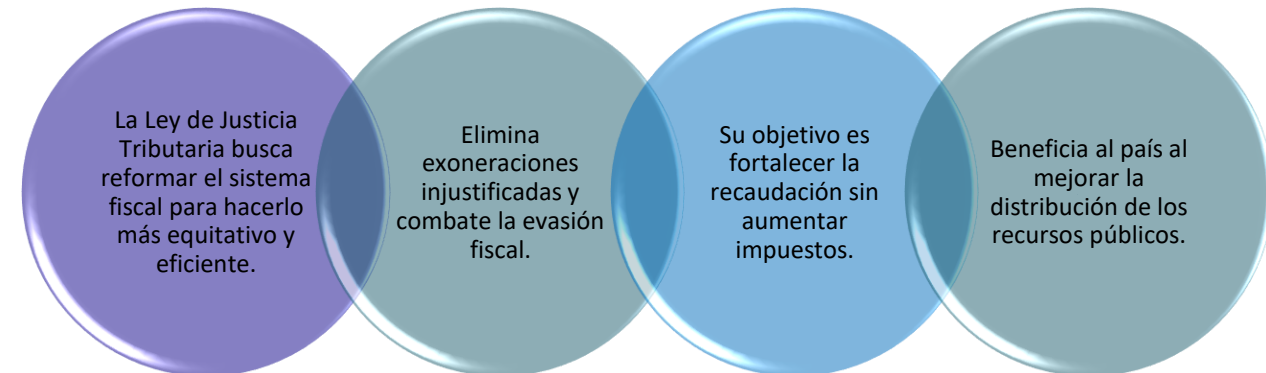 La Ley de Justicia
Tributaria busca
reformar el sistema
fiscal para hacerlo
más equitativo y
eficiente.
Elimina
exoneraciones
injustificadas y
combate la evasión
fiscal.
Su objetivo es
fortalecer la
recaudación sin
aumentar
impuestos.
Beneficia al país al
mejorar la
distribución de los
recursos públicos.